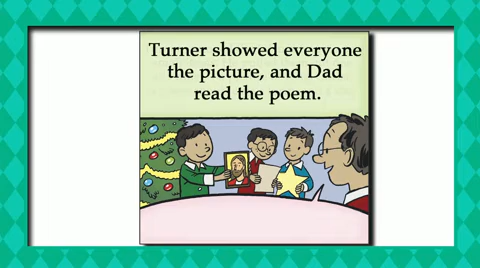 Turner showed everyone
the picture, and Dad
read the poem.